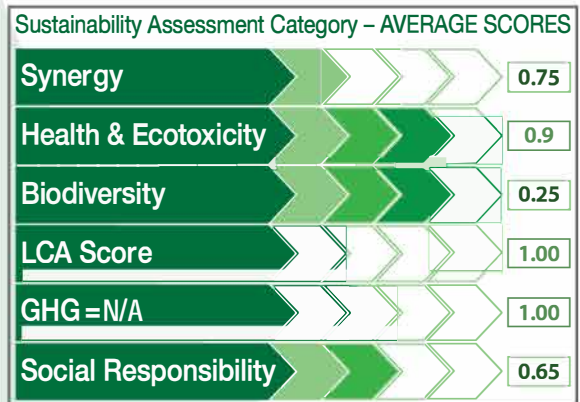 Sustainability Assessment Category – AVERAGE SCORES
Synergy 0.75
Health & Ecotoxicity 0.9
Biodiversity 0.25
LCA Score 1.00
GHG = N/A 1.00
Social Responsibility 0.65